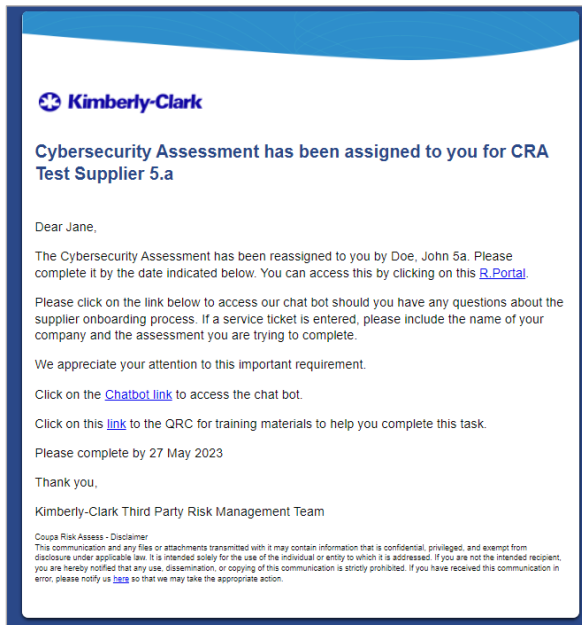 Kimberly-Clark
Cybersecurity Assessment has been assigned to you for CRA
Test Supplier 5.a
Dear Jane,
The Cybersecurity Assessment has been reassigned to you by Doe, John 5a. Please
complete it by the date indicated below. You can access this by clicking on this R.Portal.
Please click on the link below to access our chat bot should you have any questions about the
supplier onboarding process. If a service ticket is entered, please include the name of your
company and the assessment you are trying to complete.
We appreciate your attention to this important requirement.
Click on the Chatbot link to access the chat bot.
Click on this link to the QRC for training materials to help you complete this task.
Please complete by 27 May 2023
Thank you,
Kimberly-Clark Third Party Risk Management Team
Coupa Risk Assess - Disclaimer
This communication and any files or attachments transmitted with it may contain information that is confidential, privileged, and exempt from
disclosure under applicable law. It is intended solely for the use of the individual or entity to which it is addressed. If you are not the intended recipient,
you are hereby notified that any use, dissemination, or copying of this communication is strictly prohibited. If you have received this communication in
error, please notify us here so that we may take the appropriate action.